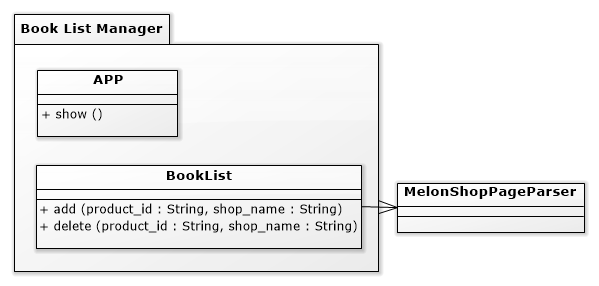 Book List Manager
APP
+ show ()
BookList
+ add (product_id : String, shop_name : String)
+ delete (product_id : String, shop_name : String)
MelonShopPageParser